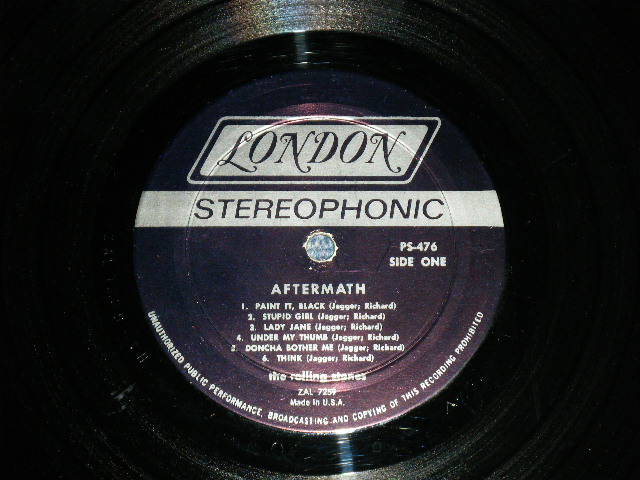 LONDON
STEREOPHONIC
PS-476
SIDE ONE
AFTERMATH
1. PAINT IT, BLACK (Jagger; Richard)
2. STUPID GIRL (Jagger; Richard)
3. LADY JANE (Jagger; Richard)
4. UNDER MY THUMB (Jagger; Richard)
5. DONCHA BOTHER ME (Jagger; Richard)
6. THINK (Jagger; Richard)
the rolling stones
ZAL 7259
Made in U.S.A.
UNAUTHORIZED PUBLIC PERFORMANCE, BROADCASTING AND COPYING OF THIS RECORDING PROHIBITED